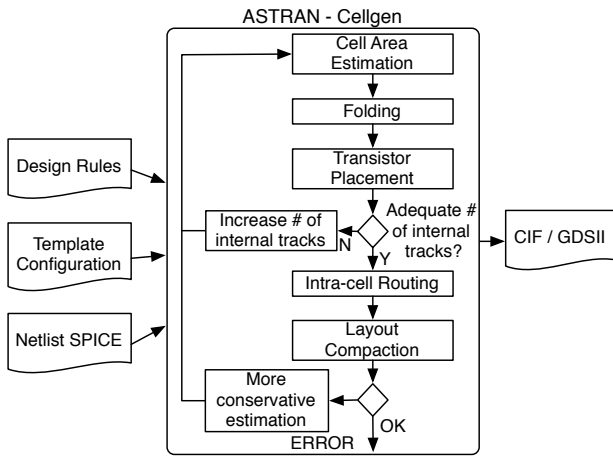 ASTRAN - Cellgen
Cell Area
Estimation
Folding
Transistor
Placement
Adequate #
of internal
tracks?
Increase # of
internal tracks
N
Y
Intra-cell Routing
Layout
Compaction
More
conservative
estimation
OK
ERROR
Design Rules
Template
Configuration
Netlist SPICE
CIF / GDSII